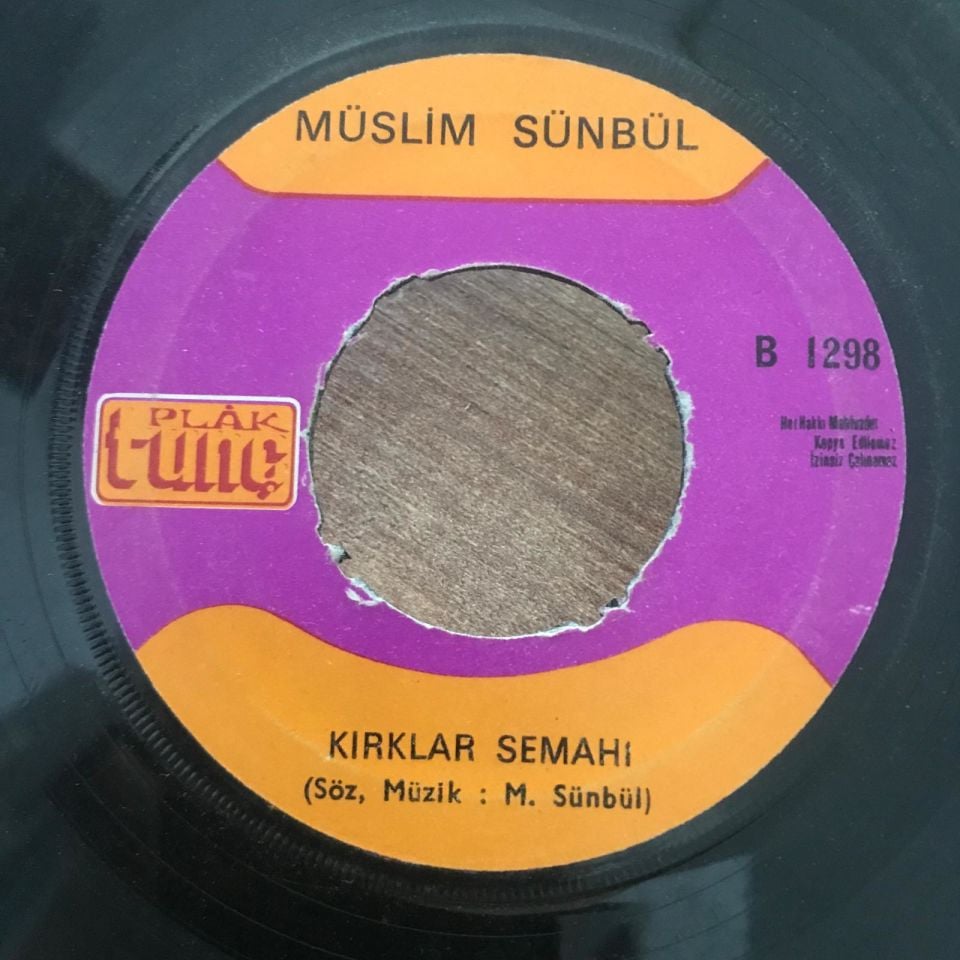 MÜSLİM SÜNBÜL
B 1298
PLÂK
tunç
Her Hakkı Mahfuzdur
Kopye Edilemez
İzinsiz Çalınamaz
KIRKLAR SEMAHI
(Söz, Müzik : M. Sünbül)